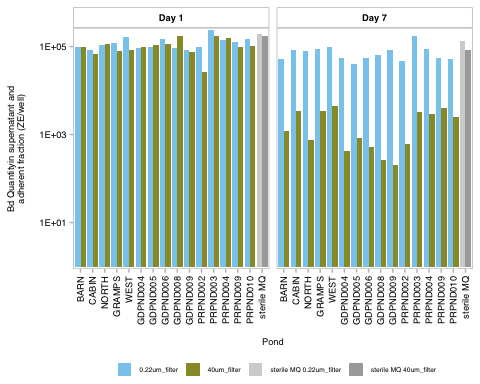 Day 1
Day 7
Bd Quantityin supernatant and
adherent fraction (ZE/well)
1E+05
1E+03
1E+01
BARN
CABIN
NORTH
GRAMPS
WEST
GDPND004
GDPND005
GDPND006
GDPND008
GDPND009
PRPND002
PRPND003
PRPND004
PRPND009
PRPND010
sterile MQ
BARN
CABIN
NORTH
GRAMPS
WEST
GDPND004
GDPND005
GDPND006
GDPND008
GDPND009
PRPND002
PRPND003
PRPND004
PRPND009
PRPND010
sterile MQ
Pond
0.22um_filter
40um_filter
sterile MQ 0.22um_filter
sterile MQ 40um_filter